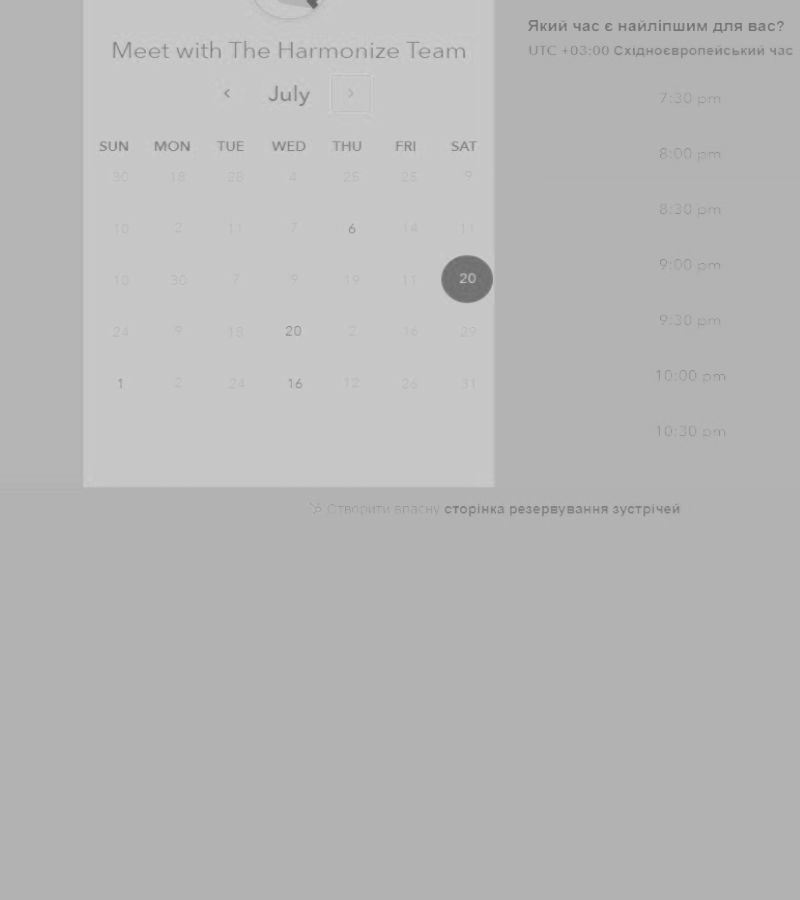 Meet with The Harmonize Team
‹ July ›
SUN MON TUE WED THU FRI SAT
30 18 28 4 25 25 9
10 2 11 7 6 14 11
10 30 7 9 19 11 20
24 9 18 20 2 16 29
1 2 24 16 12 26 31
Який час є найліпшим для вас?
UTC +03:00 Східноєвропейський час
7:30 pm
8:00 pm
8:30 pm
9:00 pm
9:30 pm
10:00 pm
10:30 pm
Створити власну сторінка резервування зустрічей